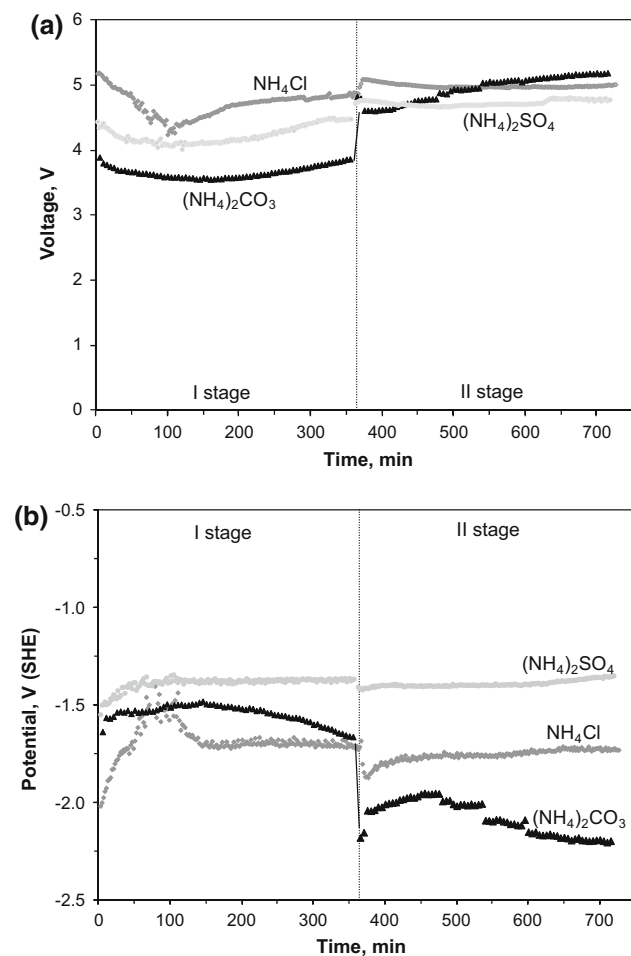 (a)
6
5
4
3
2
1
0
Voltage, V
NH₄Cl
(NH₄)₂SO₄
(NH₄)₂CO₃
I stage
II stage
0 100 200 300 400 500 600 700
Time, min
(b)
-0.5
-1.0
-1.5
-2.0
-2.5
Potential, V (SHE)
I stage
II stage
(NH₄)₂SO₄
NH₄Cl
(NH₄)₂CO₃
0 100 200 300 400 500 600 700
Time, min